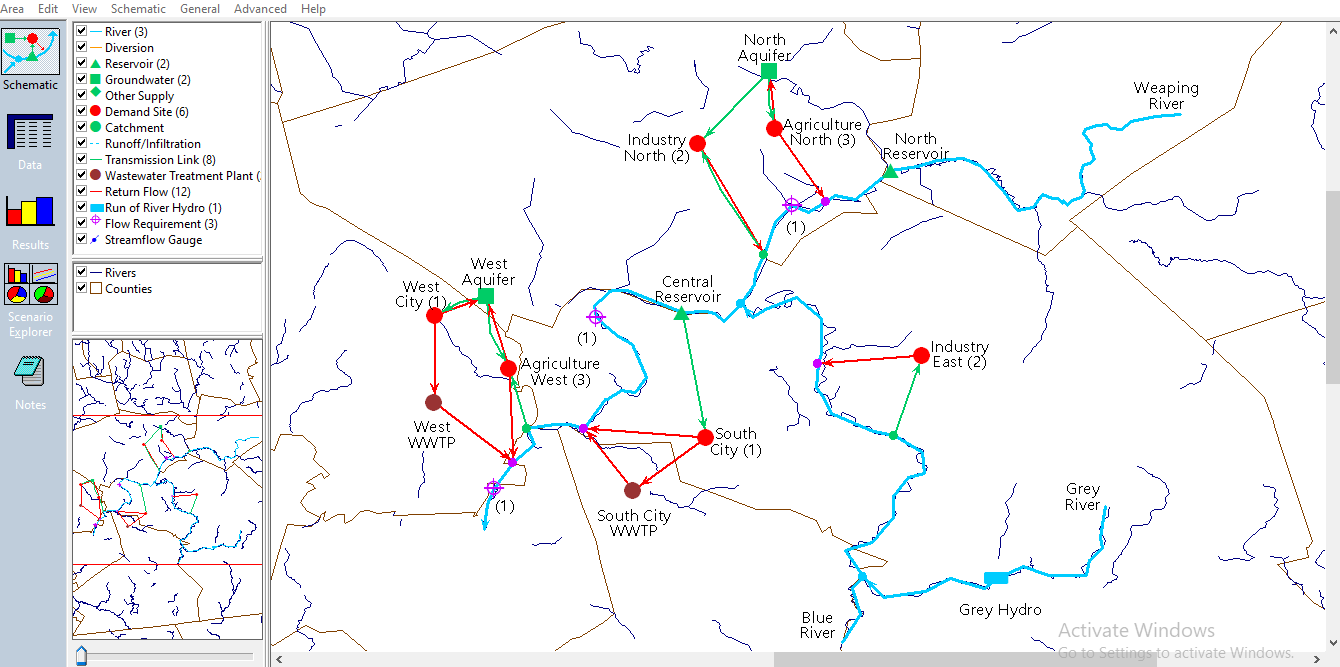 Area Edit View Schematic General Advanced Help
Schematic
Data
Results
Scenario
Explorer
Notes
River (3)
Diversion
Reservoir (2)
Groundwater (2)
Other Supply
Demand Site (6)
Catchment
Runoff/Infiltration
Transmission Link (8)
Wastewater Treatment Plant (
Return Flow (12)
Run of River Hydro (1)
Flow Requirement (3)
Streamflow Gauge
Rivers
Counties
North
Aquifer
Weaping
River
Industry
North (2)
Agriculture
North (3)
North
Reservoir
(1)
West
Aquifer
West
City (1)
Central
Reservoir
(1)
Industry
East (2)
Agriculture
West (3)
West
WWTP
South
City (1)
(1)
South City
WWTP
Grey
River
Grey Hydro
Blue
River
Activate Windows
Go to Settings to activate Windows.